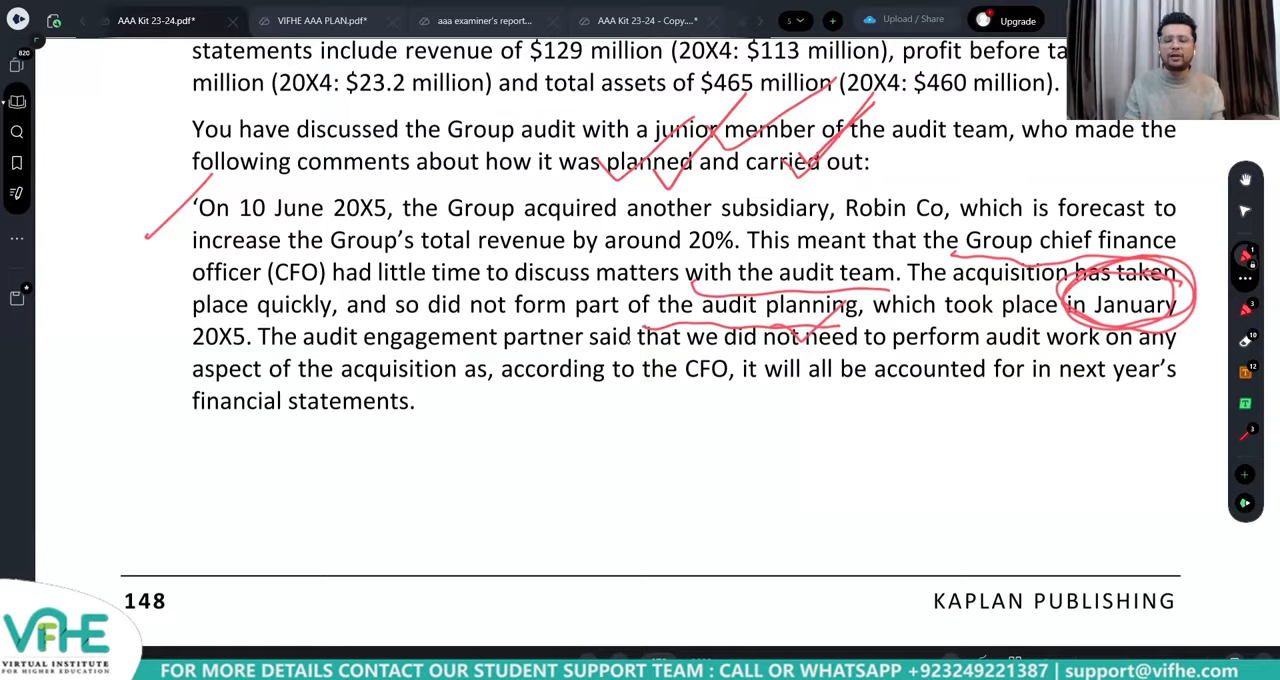 AAA Kit 23-24.pdf*
VIFHE AAA PLAN.pdf*
aaa examiner's report...
AAA Kit 23-24 - Copy....*
5
Upload / Share
Upgrade
820
statements include revenue of $129 million (20X4: $113 million), profit before ta
million (20X4: $23.2 million) and total assets of $465 million (20X4: $460 million).
You have discussed the Group audit with a junior member of the audit team, who made the
following comments about how it was planned and carried out:
‘On 10 June 20X5, the Group acquired another subsidiary, Robin Co, which is forecast to
increase the Group’s total revenue by around 20%. This meant that the Group chief finance
officer (CFO) had little time to discuss matters with the audit team. The acquisition has taken
place quickly, and so did not form part of the audit planning, which took place in January
20X5. The audit engagement partner said that we did not need to perform audit work on any
aspect of the acquisition as, according to the CFO, it will all be accounted for in next year’s
financial statements.
148
KAPLAN PUBLISHING
1
3
10
12
T
3
VIFHE
VIRTUAL INSTITUTE
FOR HIGHER EDUCATION
FOR MORE DETAILS CONTACT OUR STUDENT SUPPORT TEAM : CALL OR WHATSAPP +923249221387 | support@vifhe.com